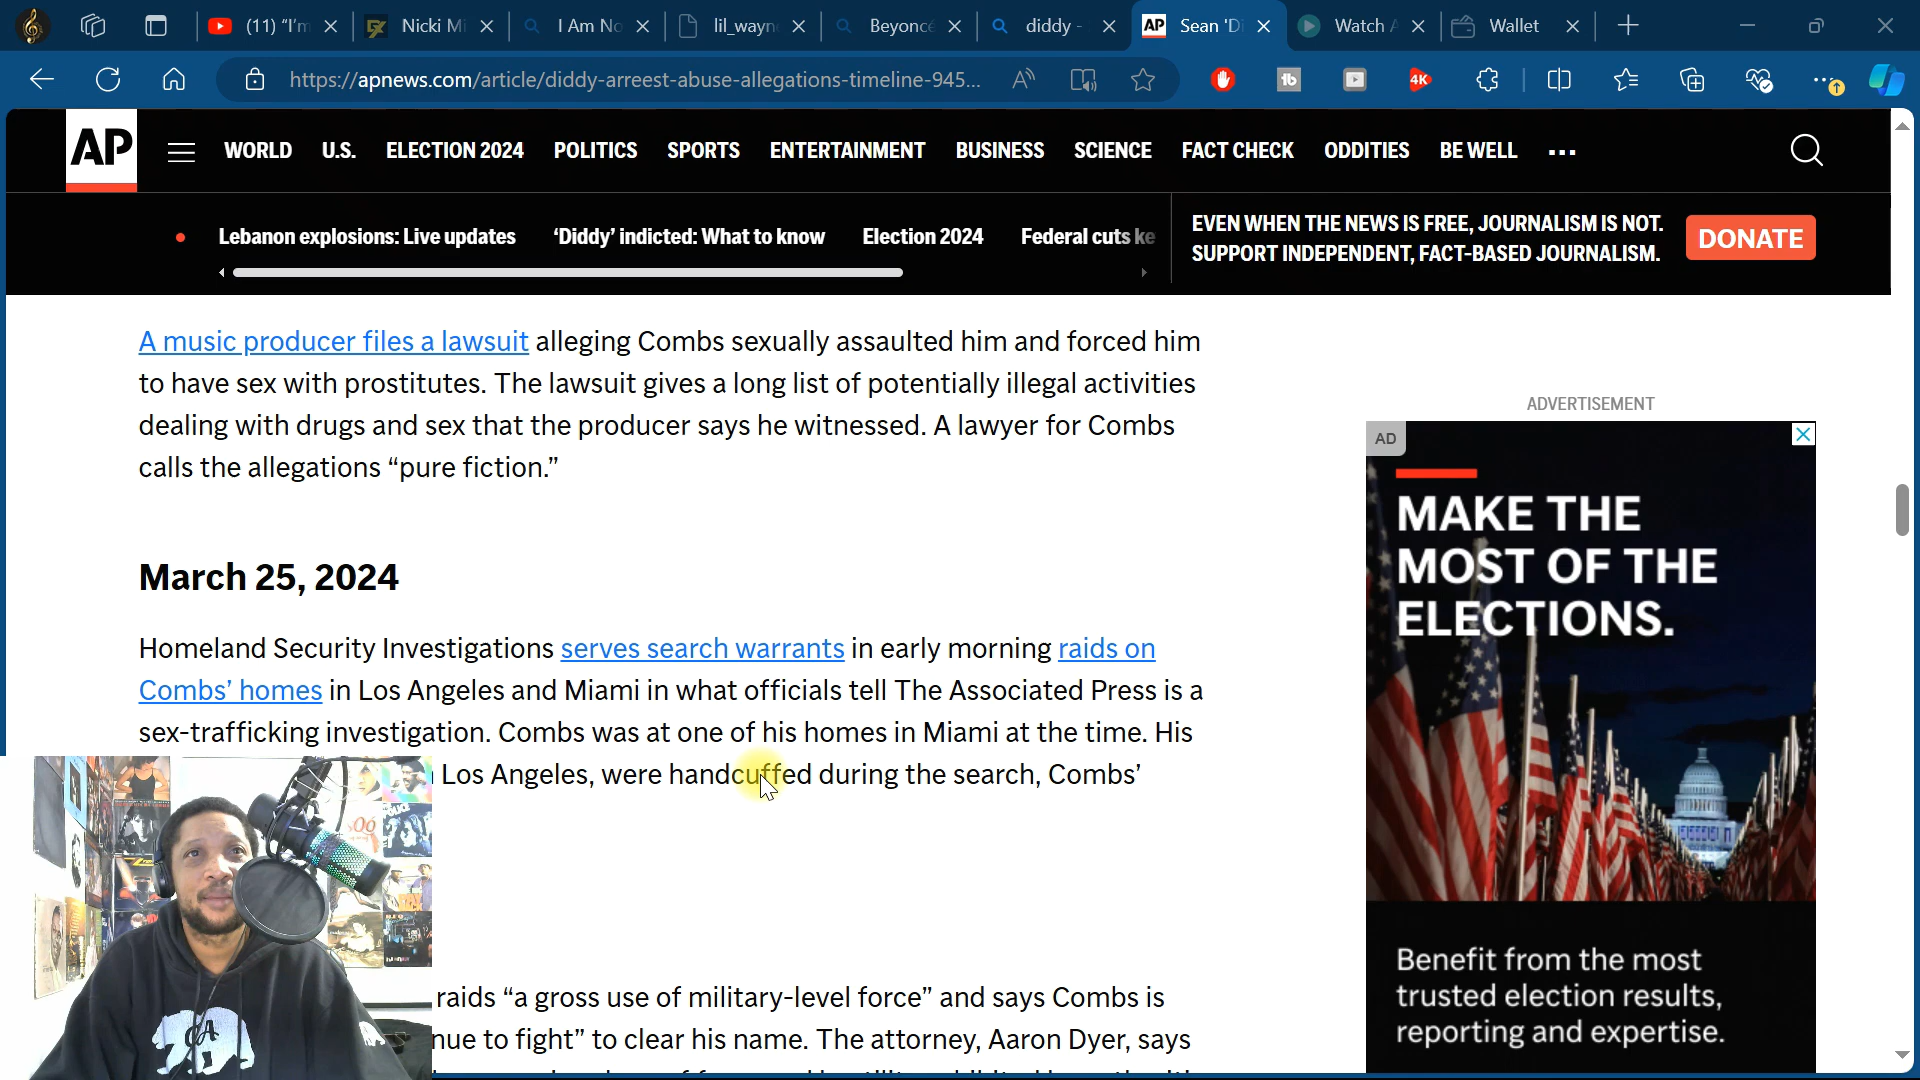 (11) "I'm
Nicki Mi
I Am No
lil_wayn
Beyoncé
diddy -
AP
Sean 'Di
Watch A
Wallet
https://apnews.com/article/diddy-arreest-abuse-allegations-timeline-945...
4K
AP
WORLD U.S. ELECTION 2024 POLITICS SPORTS ENTERTAINMENT BUSINESS SCIENCE FACT CHECK ODDITIES BE WELL ...
Lebanon explosions: Live updates 'Diddy' indicted: What to know Election 2024 Federal cuts ke
EVEN WHEN THE NEWS IS FREE, JOURNALISM IS NOT.
SUPPORT INDEPENDENT, FACT-BASED JOURNALISM.
DONATE
A music producer files a lawsuit alleging Combs sexually assaulted him and forced him
to have sex with prostitutes. The lawsuit gives a long list of potentially illegal activities
dealing with drugs and sex that the producer says he witnessed. A lawyer for Combs
calls the allegations “pure fiction.”
March 25, 2024
Homeland Security Investigations serves search warrants in early morning raids on
Combs’ homes in Los Angeles and Miami in what officials tell The Associated Press is a
sex-trafficking investigation. Combs was at one of his homes in Miami at the time. His
Los Angeles, were handcuffed during the search, Combs’
raids “a gross use of military-level force” and says Combs is
nue to fight” to clear his name. The attorney, Aaron Dyer, says
ADVERTISEMENT
AD
MAKE THE
MOST OF THE
ELECTIONS.
Benefit from the most
trusted election results,
reporting and expertise.
CA